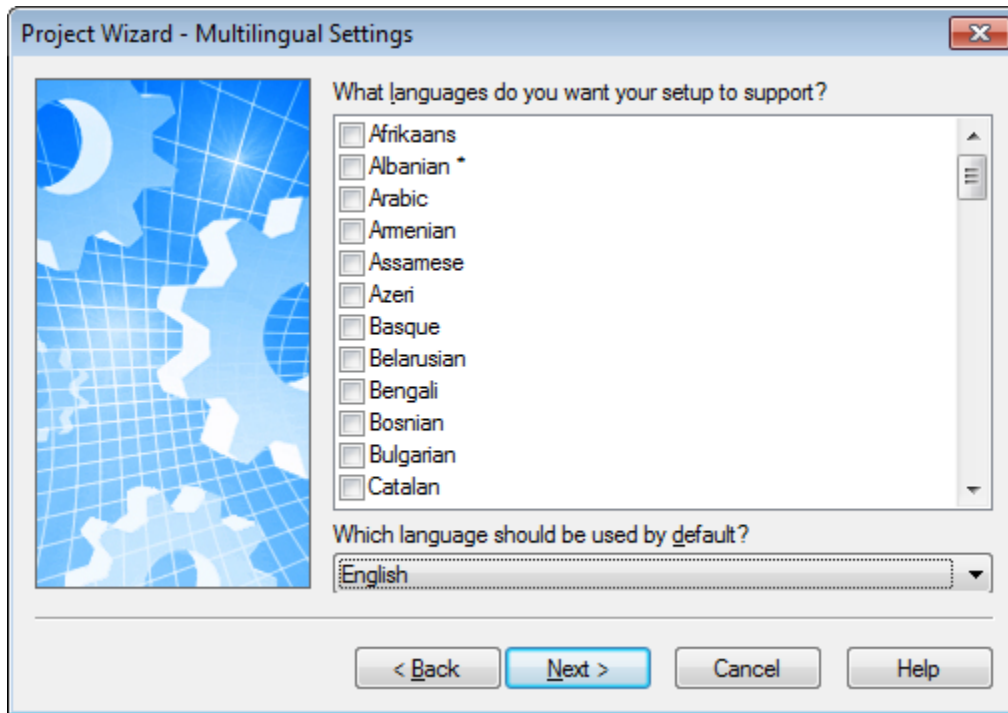 Project Wizard - Multilingual Settings
What languages do you want your setup to support?
Afrikaans
Albanian *
Arabic
Armenian
Assamese
Azeri
Basque
Belarusian
Bengali
Bosnian
Bulgarian
Catalan
Which language should be used by default?
English
< Back
Next >
Cancel
Help